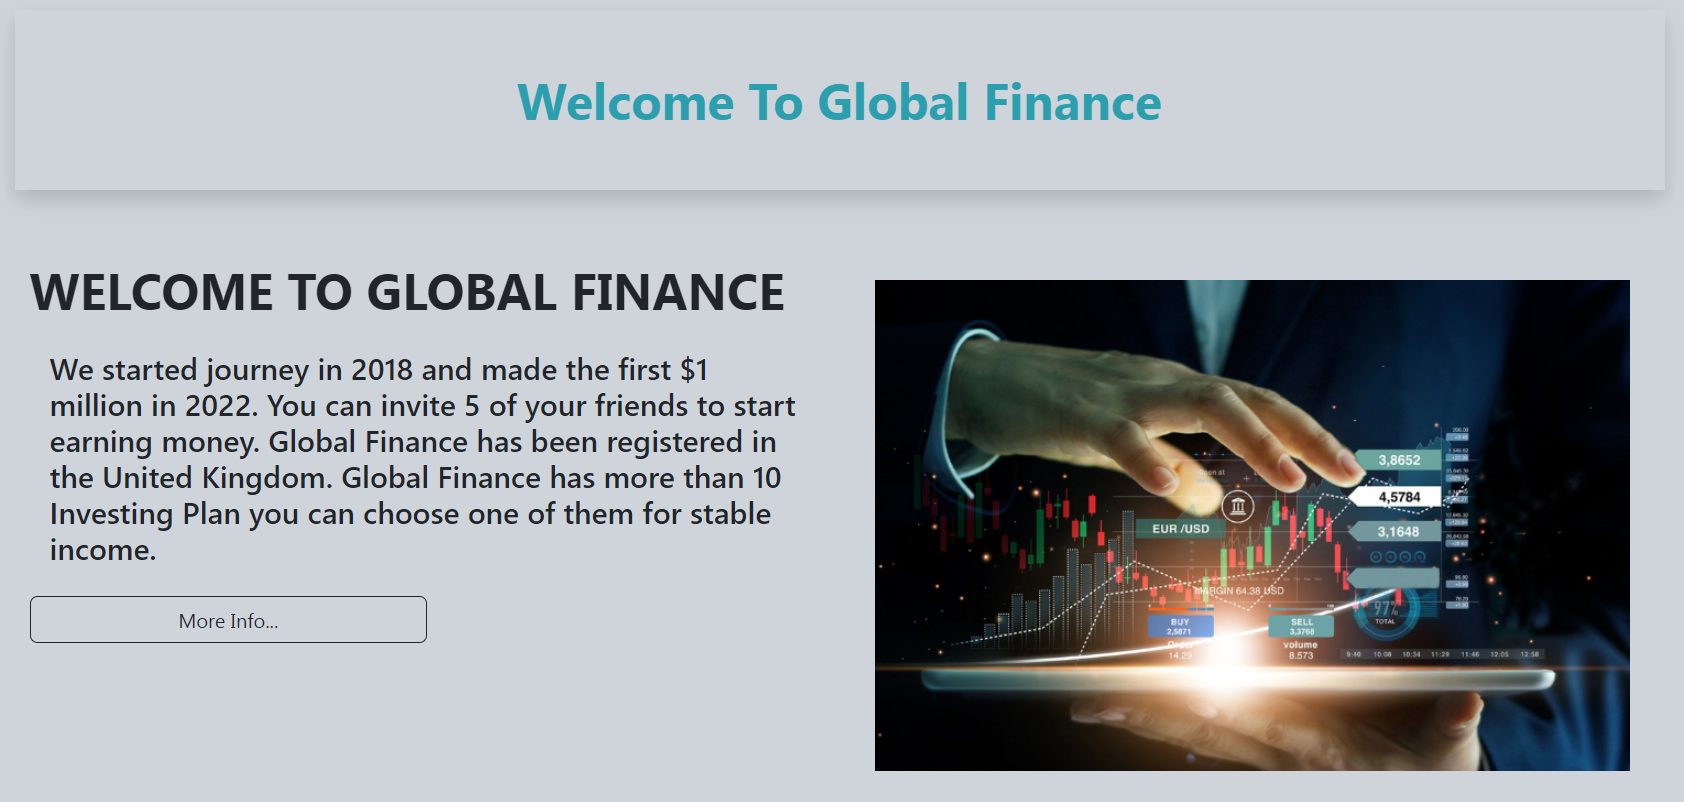 Welcome To Global Finance
WELCOME TO GLOBAL FINANCE
We started journey in 2018 and made the first $1
million in 2022. You can invite 5 of your friends to start
earning money. Global Finance has been registered in
the United Kingdom. Global Finance has more than 10
Investing Plan you can choose one of them for stable
income.
More Info...
3,8652
4,5784
EUR /USD
3,1648
MARGIN 64.38 USD
97%
TOTAL
BUY
2,5871
SELL
3,3768
Order
14.29
volume
8.573
9:40 10:08 10:34 11:29 11:46 12:05 12:58